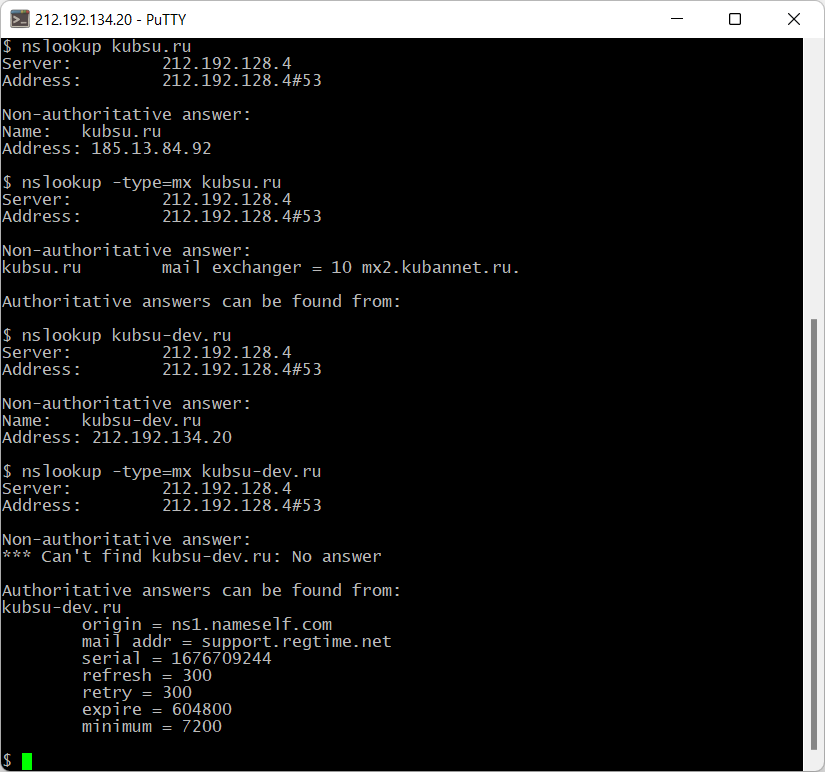 212.192.134.20 - PuTTY
$ nslookup kubsu.ru
Server:         212.192.128.4
Address:        212.192.128.4#53

Non-authoritative answer:
Name:   kubsu.ru
Address: 185.13.84.92

$ nslookup -type=mx kubsu.ru
Server:         212.192.128.4
Address:        212.192.128.4#53

Non-authoritative answer:
kubsu.ru        mail exchanger = 10 mx2.kubannet.ru.

Authoritative answers can be found from:

$ nslookup kubsu-dev.ru
Server:         212.192.128.4
Address:        212.192.128.4#53

Non-authoritative answer:
Name:   kubsu-dev.ru
Address: 212.192.134.20

$ nslookup -type=mx kubsu-dev.ru
Server:         212.192.128.4
Address:        212.192.128.4#53

Non-authoritative answer:
*** Can't find kubsu-dev.ru: No answer

Authoritative answers can be found from:
kubsu-dev.ru
        origin = ns1.nameself.com
        mail addr = support.regtime.net
        serial = 1676709244
        refresh = 300
        retry = 300
        expire = 604800
        minimum = 7200

$